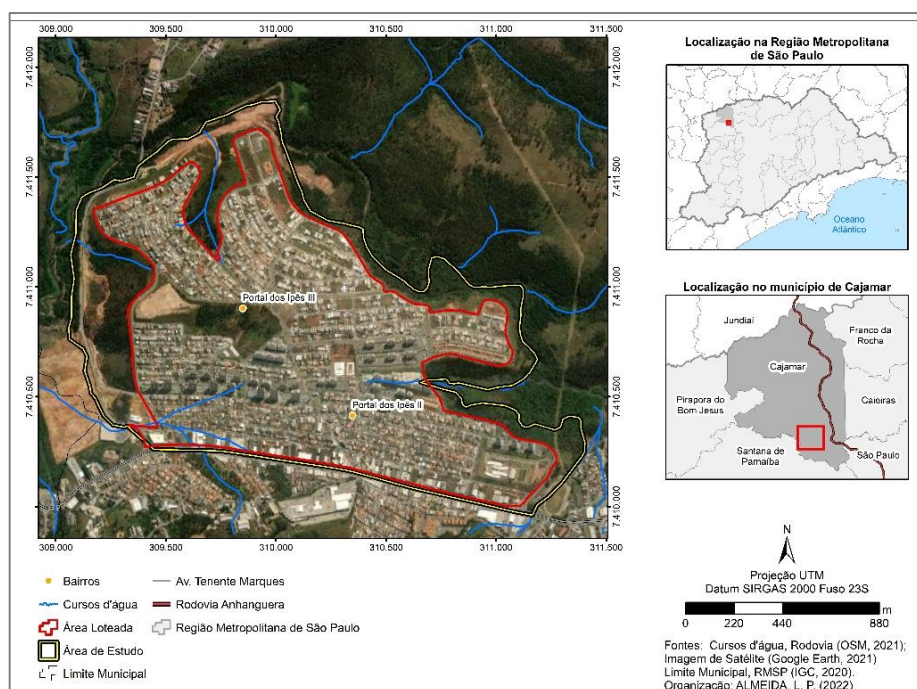 309.000 309.500 310.000 310.500 311.000 311.500
7.412.000
7.411.500
7.411.000
7.410.500
7.410.000
7.412.000
7.411.500
7.411.000
7.410.500
7.410.000
Portal dos Ipês III
Portal dos Ipês II
309.000 309.500 310.000 310.500 311.000 311.500
Bairros
Cursos d'água
Área Loteada
Área de Estudo
Limite Municipal
Av. Tenente Marques
Rodovia Anhanguera
Região Metropolitana de São Paulo
Localização na Região Metropolitana
de São Paulo
Oceano
Atlântico
Localização no município de Cajamar
Jundiaí
Franco da
Rocha
Cajamar
Caieiras
Pirapora do
Bom Jesus
Santana de
Parnaíba
São Paulo
N
Projeção UTM
Datum SIRGAS 2000 Fuso 23S
m
0 220 440 880
Fontes: Cursos d'água, Rodovia (OSM, 2021);
Imagem de Satélite (Google Earth, 2021)
Limite Municipal, RMSP (IGC, 2020).
Organização: ALMEIDA, L. P. (2022)